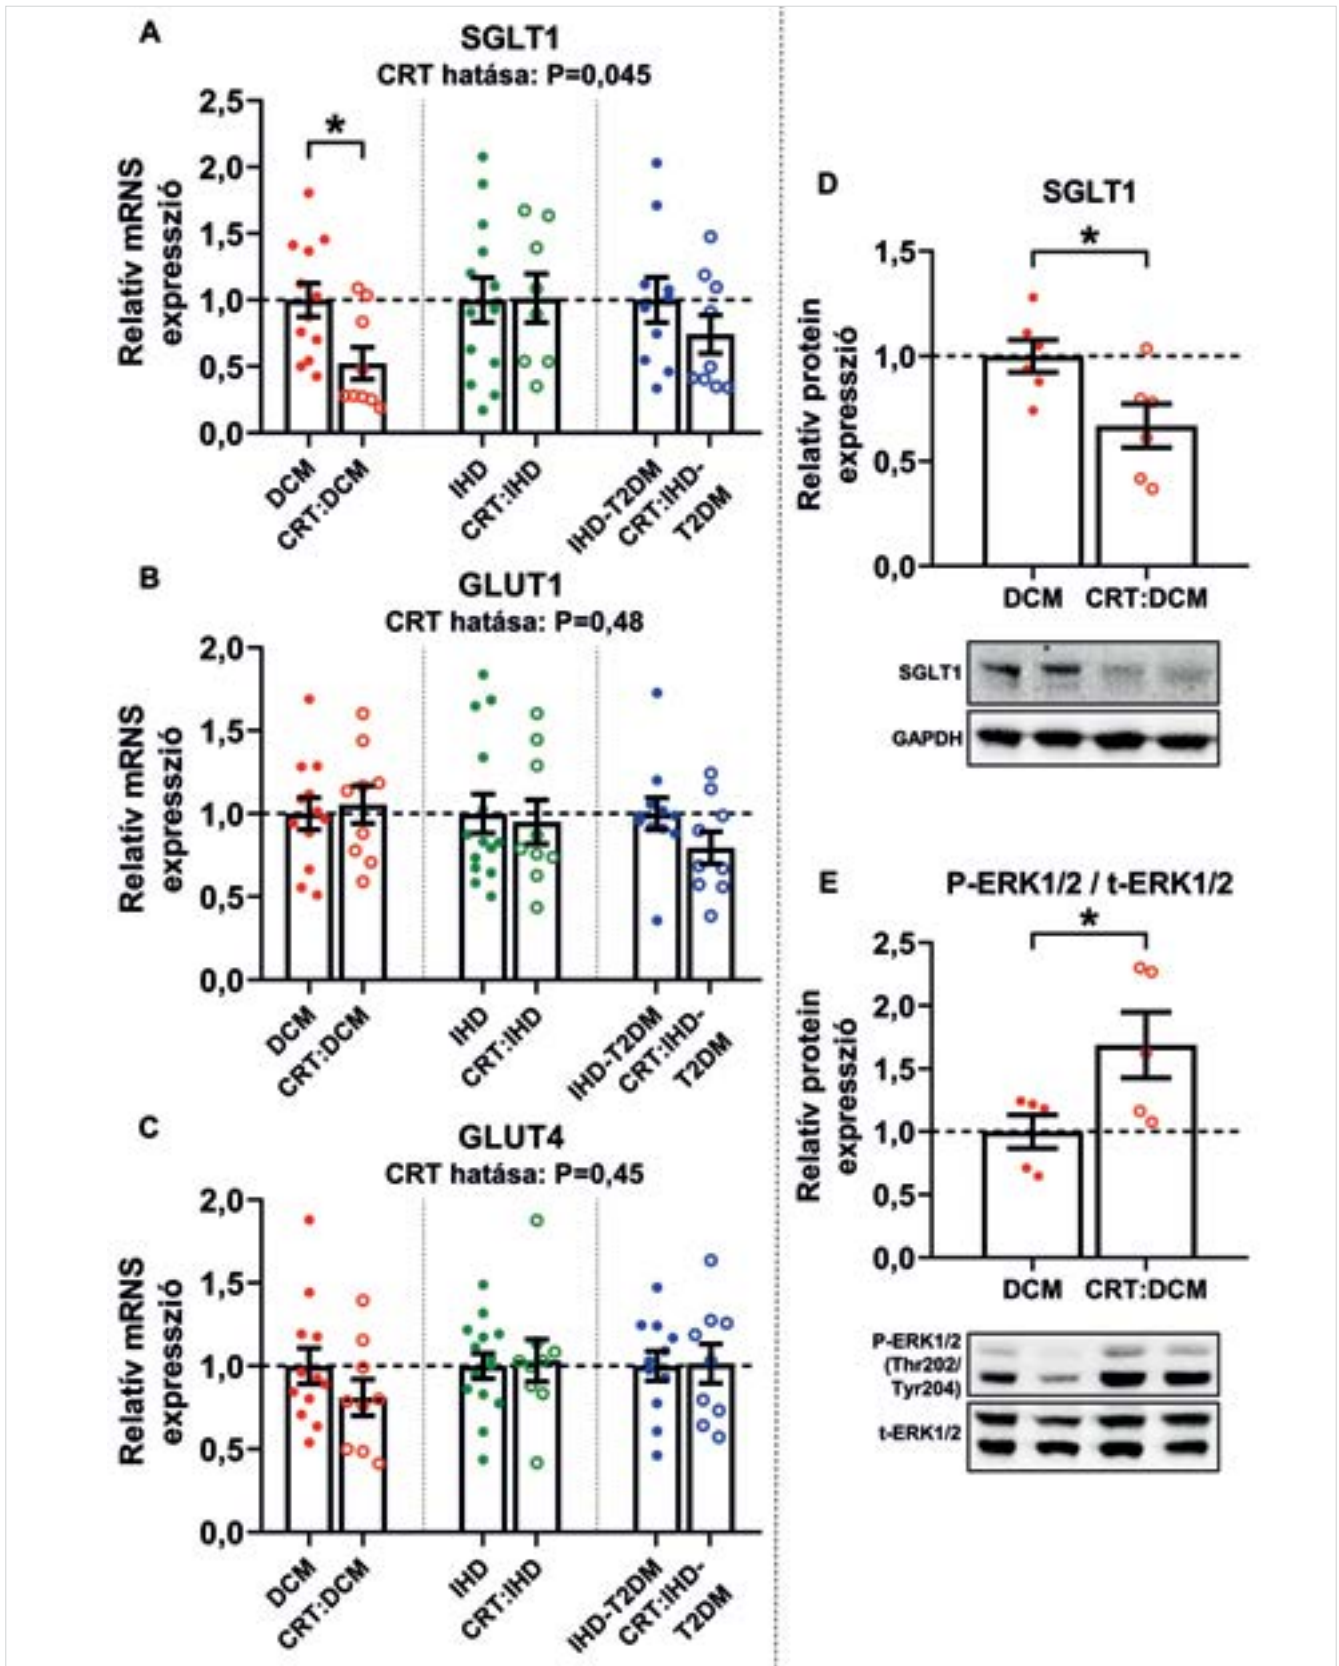 A
SGLT1
CRT hatása: P=0,045
Relatív mRNS
expresszió
2,5
2,0
1,5
1,0
0,5
0,0
*
DCM
CRT:DCM
IHD
CRT:IHD
IHD-T2DM
CRT:IHD-
T2DM
B
GLUT1
CRT hatása: P=0,48
Relatív mRNS
expresszió
2,0
1,5
1,0
0,5
0,0
DCM
CRT:DCM
IHD
CRT:IHD
IHD-T2DM
CRT:IHD-
T2DM
C
GLUT4
CRT hatása: P=0,45
Relatív mRNS
expresszió
2,0
1,5
1,0
0,5
0,0
DCM
CRT:DCM
IHD
CRT:IHD
IHD-T2DM
CRT:IHD-
T2DM
D
SGLT1
Relatív protein
expresszió
1,5
1,0
0,5
0,0
*
DCM CRT:DCM
SGLT1
GAPDH
E
P-ERK1/2 / t-ERK1/2
Relatív protein
expresszió
2,5
2,0
1,5
1,0
0,5
0,0
*
DCM CRT:DCM
P-ERK1/2
(Thr202/
Tyr204)
t-ERK1/2